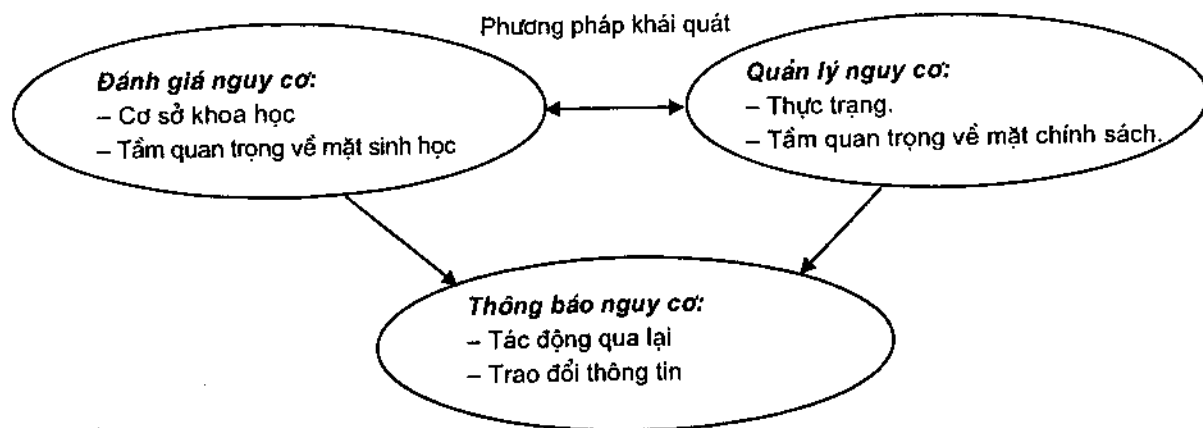 Phương pháp khái quát
Đánh giá nguy cơ:
– Cơ sở khoa học
– Tầm quan trọng về mặt sinh học
Quản lý nguy cơ:
– Thực trạng.
– Tầm quan trọng về mặt chính sách.
Thông báo nguy cơ:
– Tác động qua lại
– Trao đổi thông tin